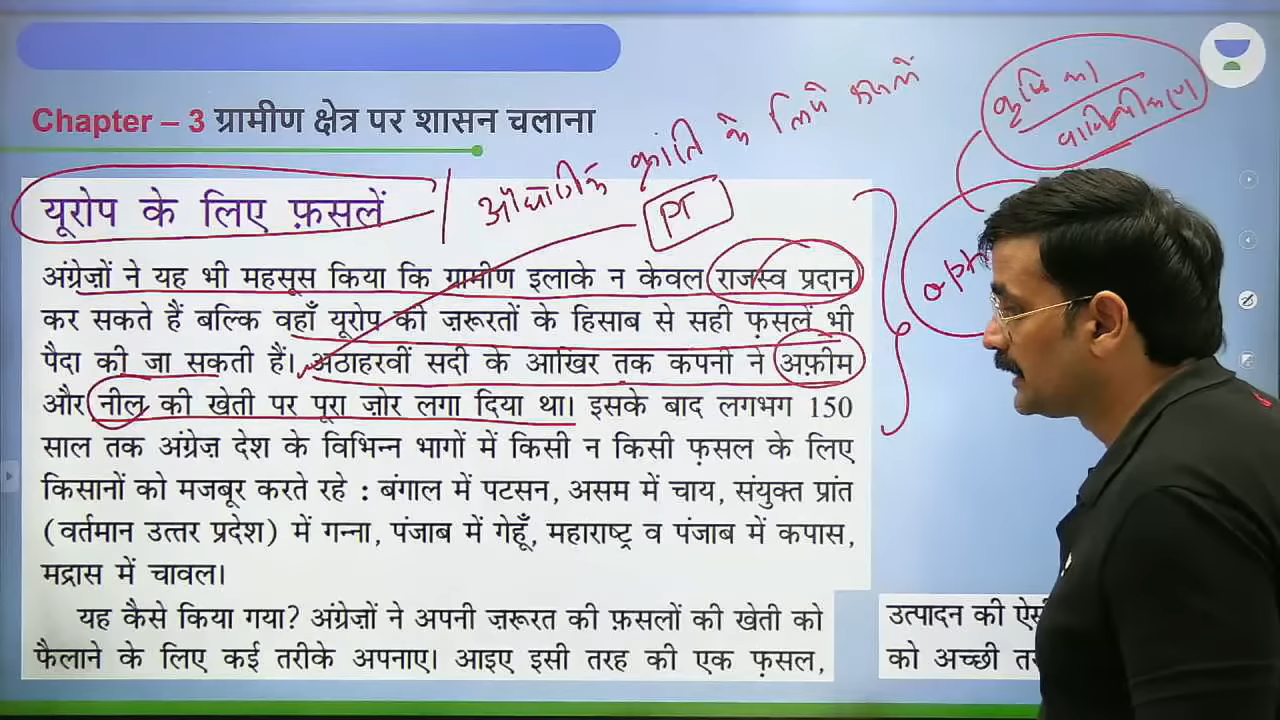 Chapter – 3 ग्रामीण क्षेत्र पर शासन चलाना
औद्योगिक क्रांति के लिये फसलें
कृषि का
वाणिज्यीकरण
PT
यूरोप के लिए फ़सलें
अंग्रेज़ों ने यह भी महसूस किया कि ग्रामीण इलाके न केवल राजस्व प्रदान
कर सकते हैं बल्कि वहाँ यूरोप की ज़रूरतों के हिसाब से सही फ़सलें भी
पैदा की जा सकती हैं। अठाहरवीं सदी के आखिर तक कंपनी ने अफ़ीम
और नील की खेती पर पूरा ज़ोर लगा दिया था। इसके बाद लगभग 150
साल तक अंग्रेज़ देश के विभिन्न भागों में किसी न किसी फ़सल के लिए
किसानों को मजबूर करते रहे : बंगाल में पटसन, असम में चाय, संयुक्त प्रांत
(वर्तमान उत्तर प्रदेश) में गन्ना, पंजाब में गेहूँ, महाराष्ट्र व पंजाब में कपास,
मद्रास में चावल।
यह कैसे किया गया? अंग्रेज़ों ने अपनी ज़रूरत की फ़सलों की खेती को
फैलाने के लिए कई तरीके अपनाए। आइए इसी तरह की एक फ़सल,
उत्पादन की
को अच्छी